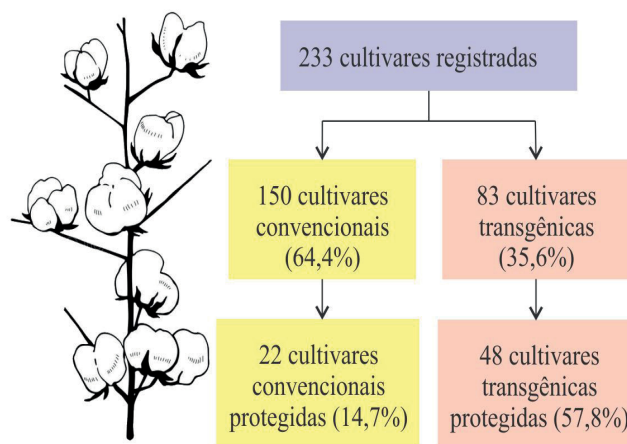 233 cultivares registradas
150 cultivares
convencionais
(64,4%)
83 cultivares
transgênicas
(35,6%)
22 cultivares
convencionais
protegidas (14,7%)
48 cultivares
transgênicas
protegidas (57,8%)